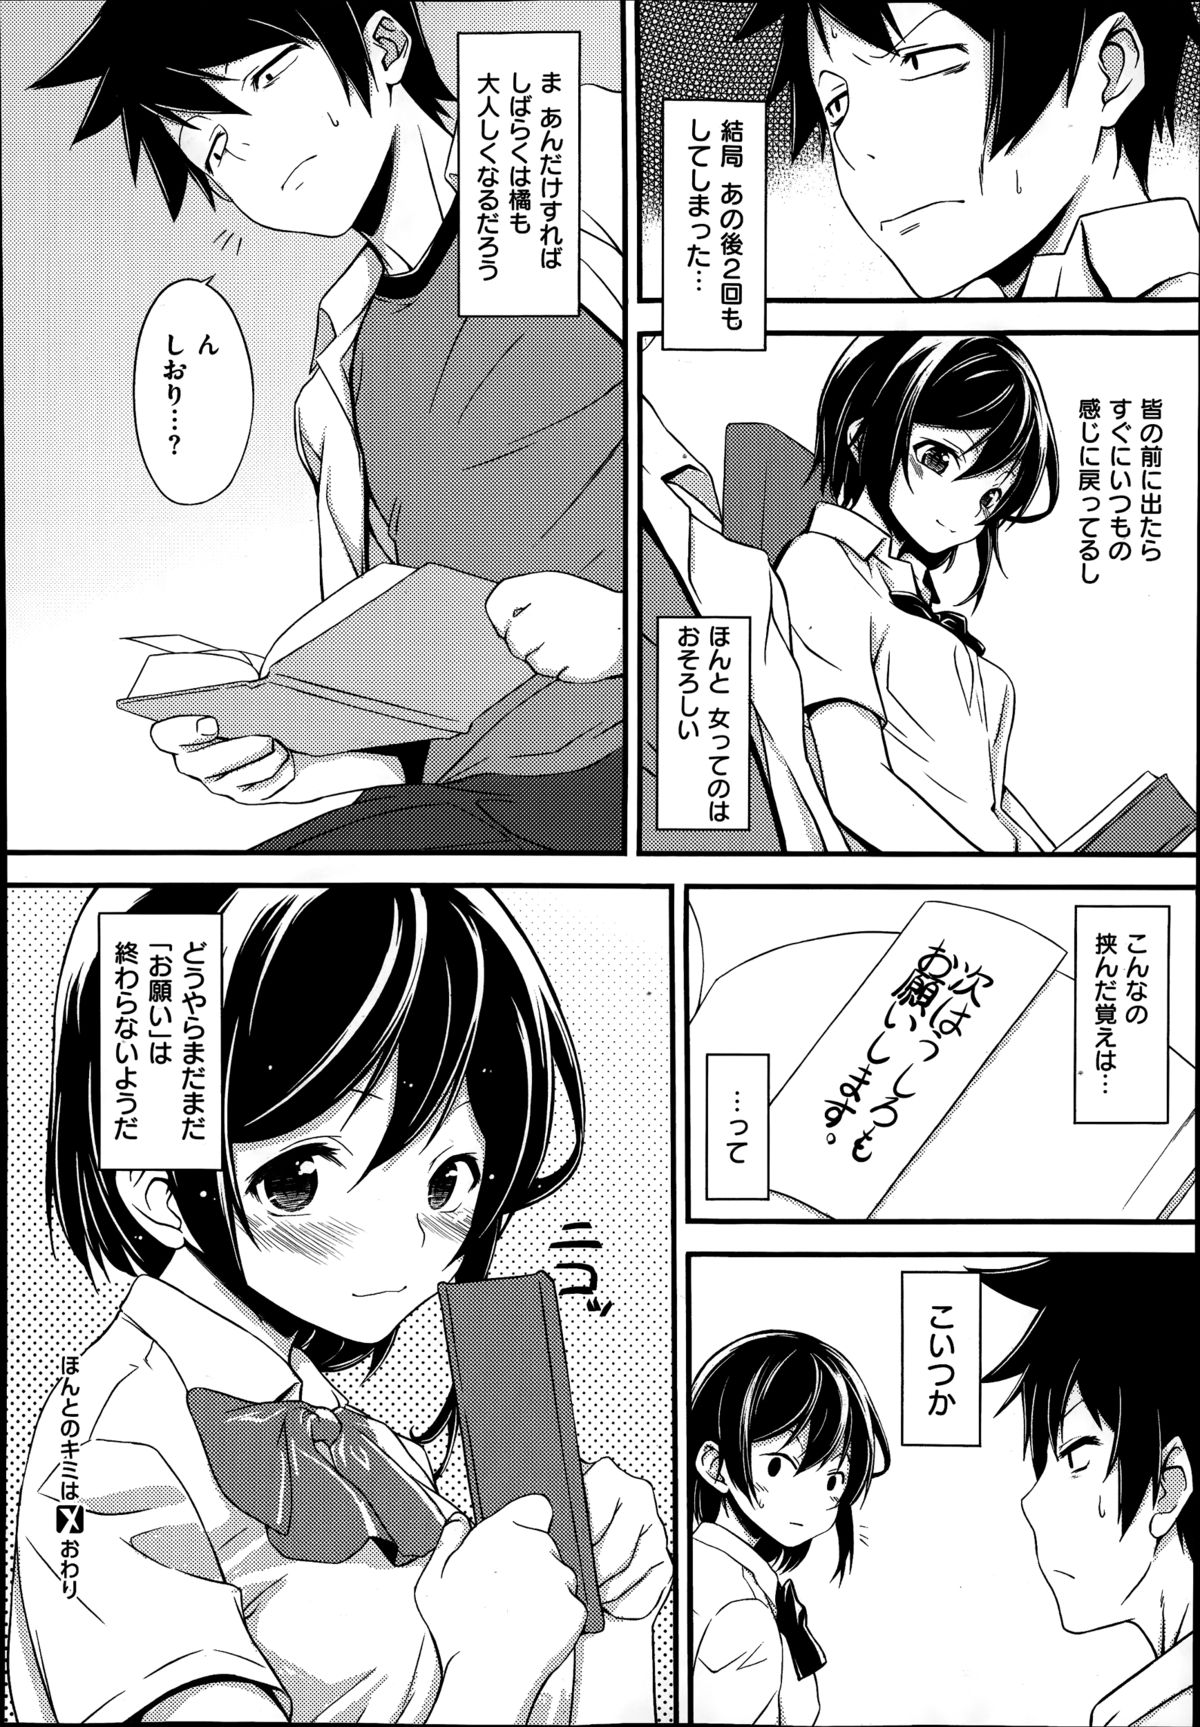 結局 あの後2回も
してしまった…
皆の前に出たら
すぐにいつもの
感じに戻ってるし
ほんと 女ってのは
おそろしい
ま あんだけすれば
しばらくは橘も
大人しくなるだろう
ん
しおり…?
こんなの
挟んだ覚えは…
次はうしろも
お願いします。
…って
こいつか
どうやらまだまだ
「お願い」は
終わらないようだ
ニコッ
ほんとのキミは X おわり